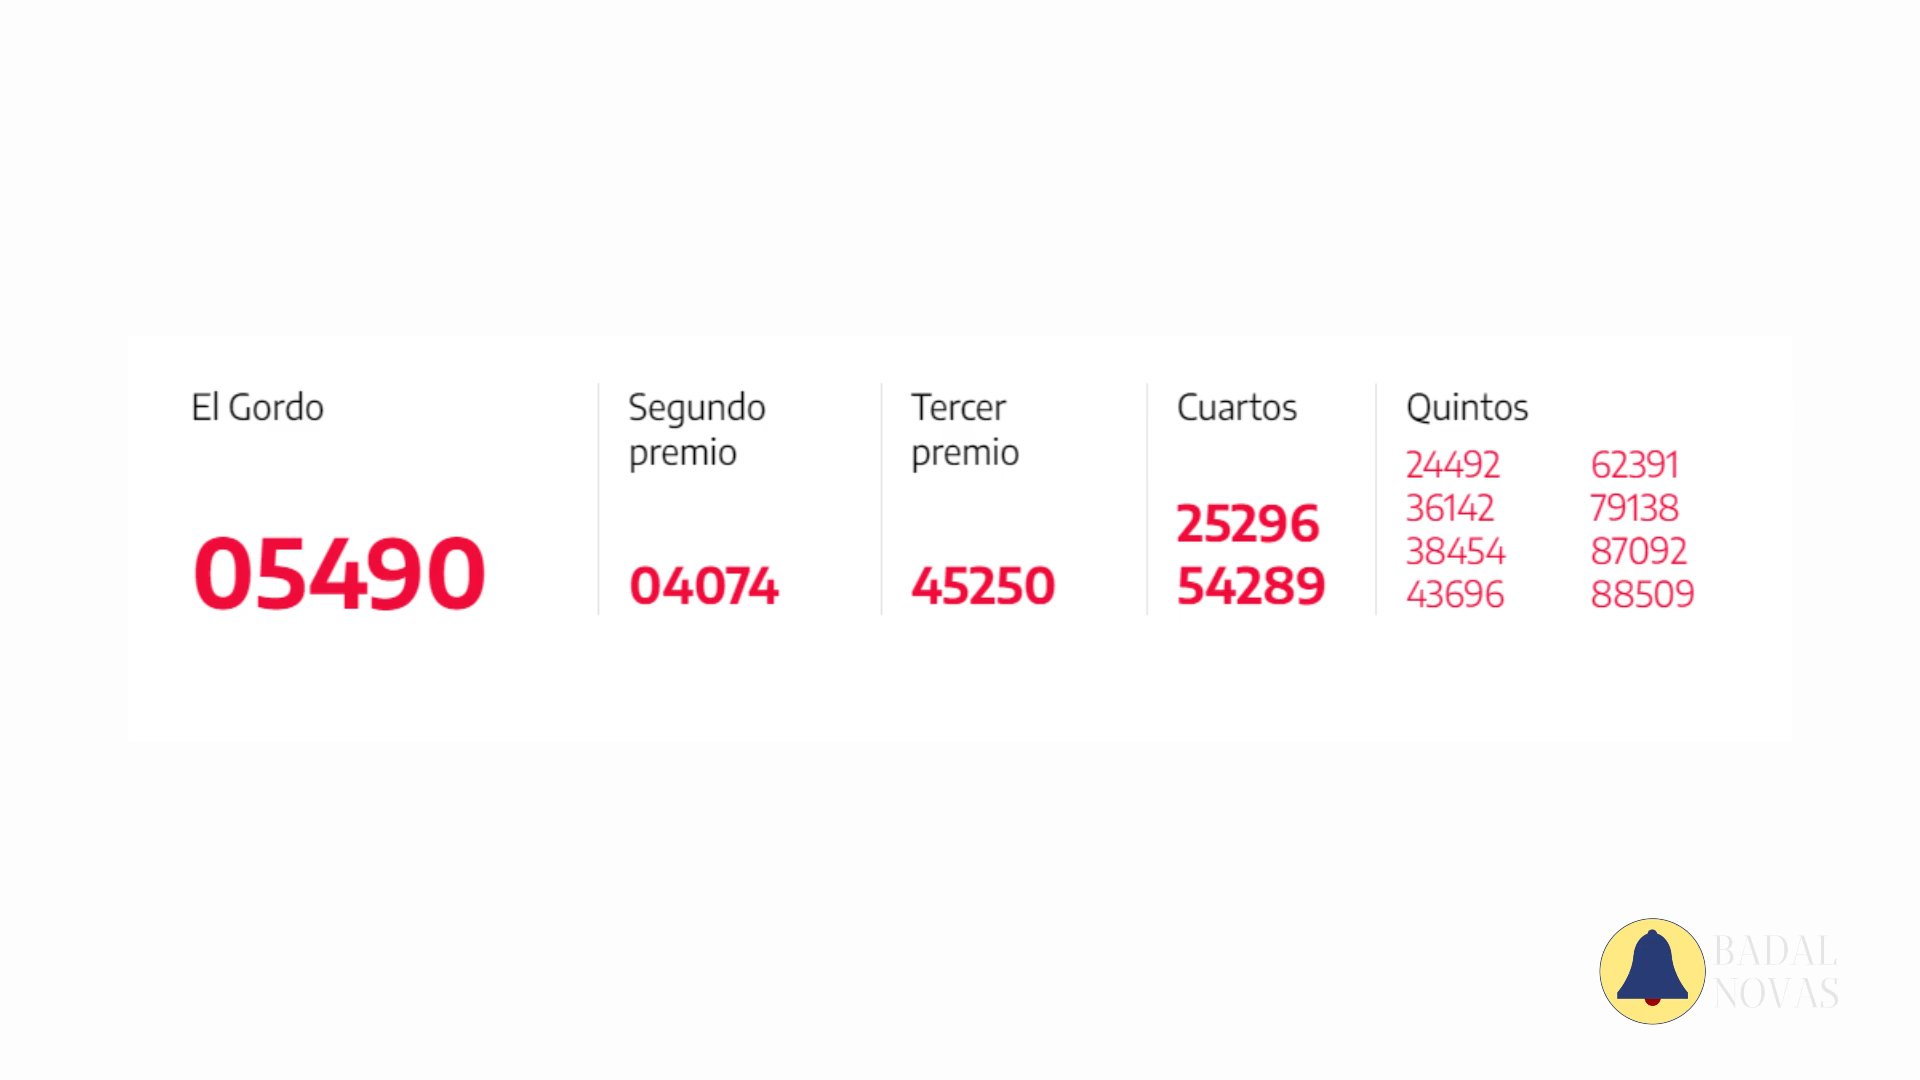 El Gordo
05490
Segundo
premio
04074
Tercer
premio
45250
Cuartos
25296
54289
Quintos
24492 62391
36142 79138
38454 87092
43696 88509
BADAL
NOVAS